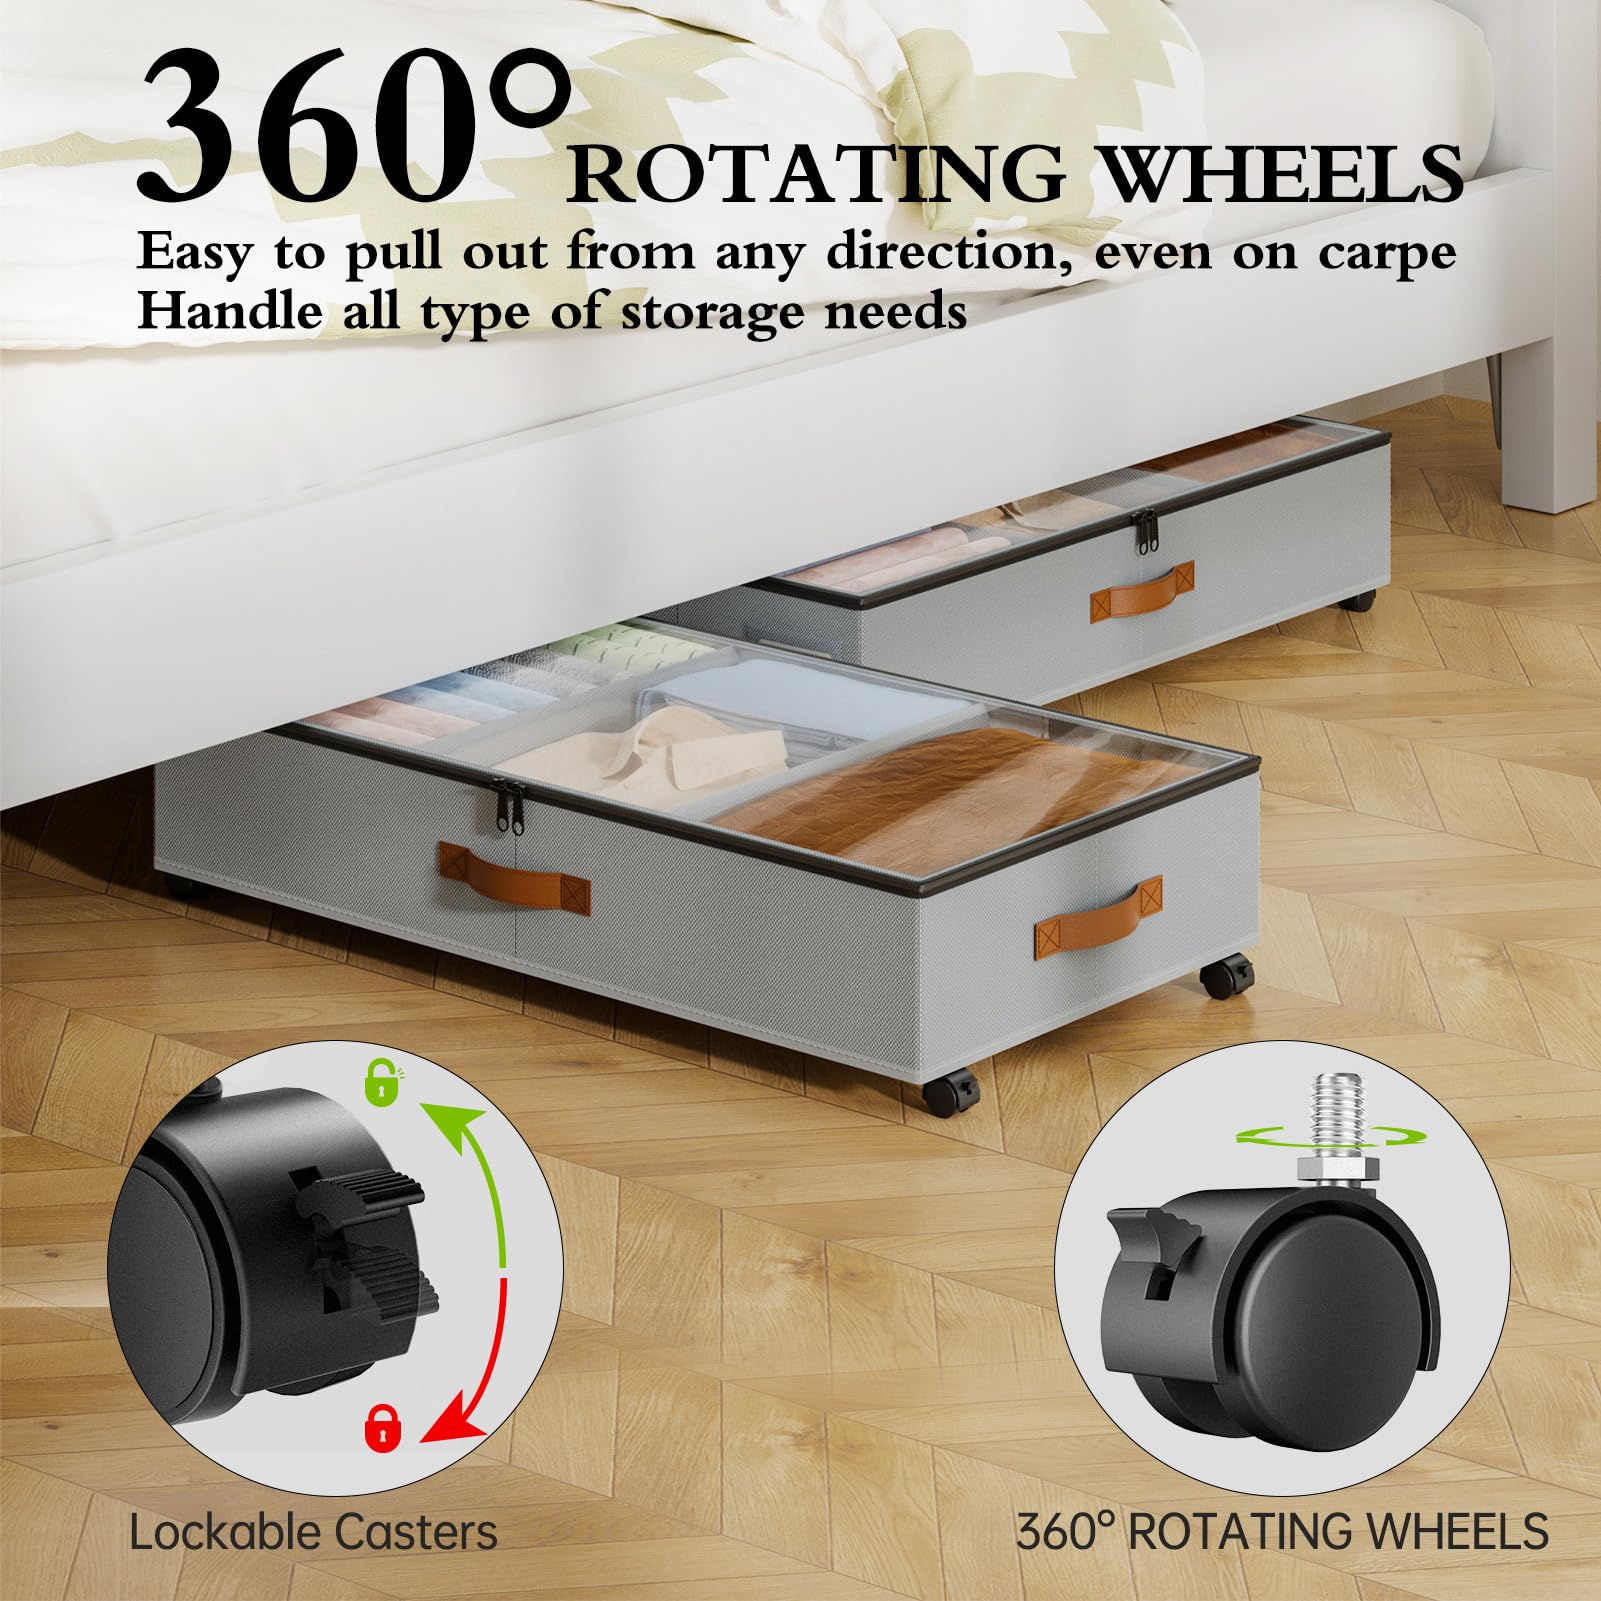 360° ROTATING WHEELS
Easy to pull out from any direction, even on carpe
Handle all type of storage needs
Lockable Casters
360° ROTATING WHEELS